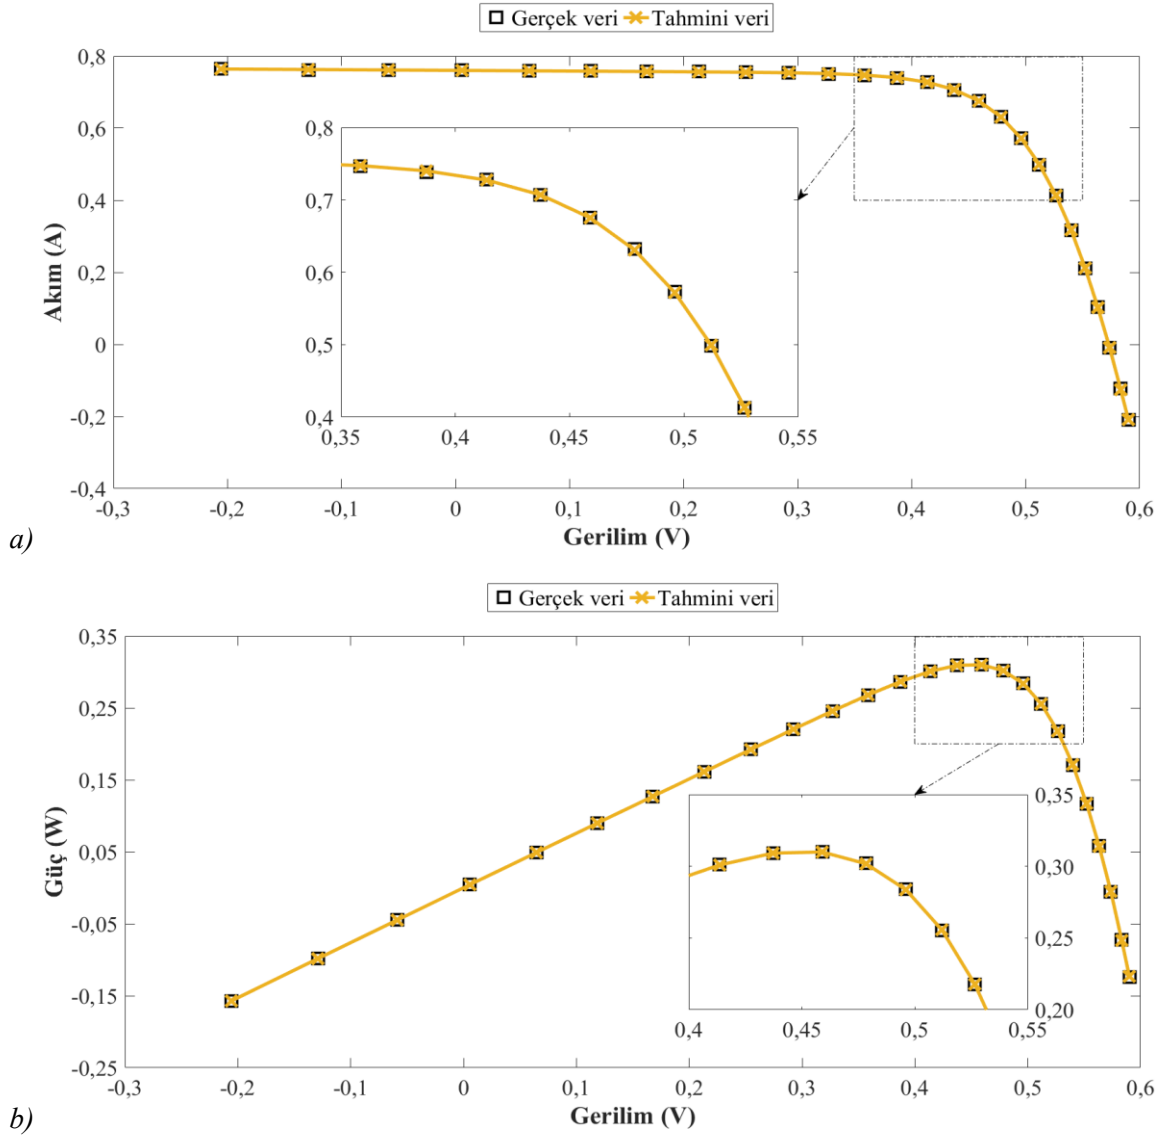 Gerçek veri Tahmini veri
0,8
0,6
0,4
0,2
0
-0,2
-0,4
Akım (A)
0,8
0,7
0,6
0,5
0,4
0,35 0,4 0,45 0,5 0,55
-0,3 -0,2 -0,1 0 0,1 0,2 0,3 0,4 0,5 0,6
Gerilim (V)
a)
Gerçek veri Tahmini veri
0,35
0,25
0,15
0,05
-0,05
-0,15
-0,25
Güç (W)
0,35
0,30
0,25
0,20
0,4 0,45 0,5 0,55
-0,3 -0,2 -0,1 0 0,1 0,2 0,3 0,4 0,5 0,6
Gerilim (V)
b)